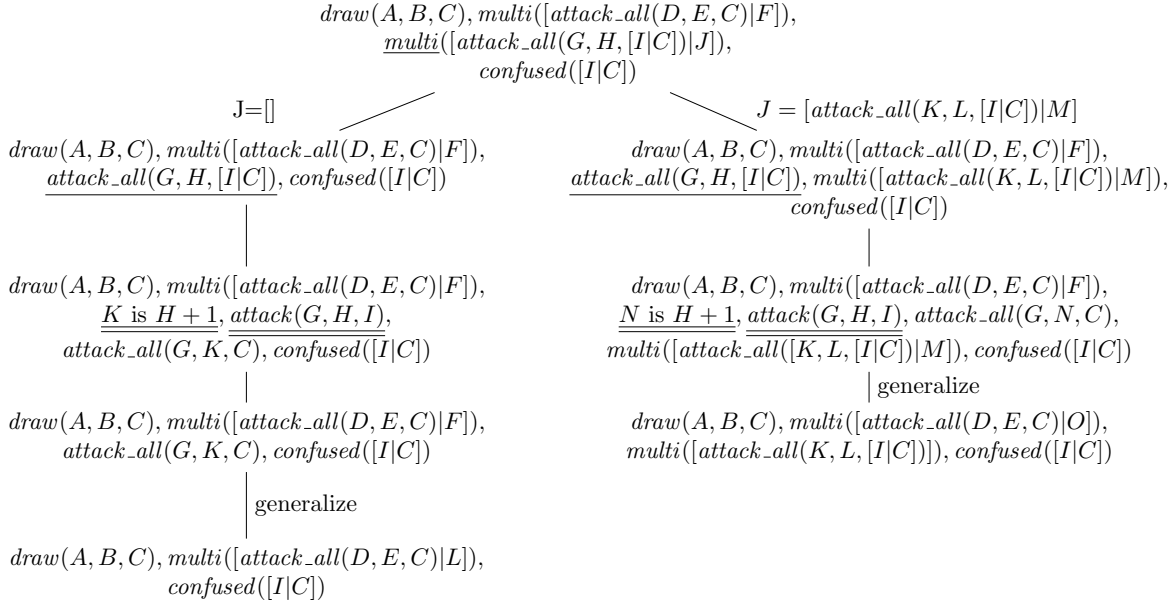 draw(A, B, C), multi([attack_all(D, E, C)|F]),
multi([attack_all(G, H, [I|C])|J]),
confused([I|C])
J=[]
J = [attack_all(K, L, [I|C])|M]
draw(A, B, C), multi([attack_all(D, E, C)|F]),
attack_all(G, H, [I|C]), confused([I|C])
draw(A, B, C), multi([attack_all(D, E, C)|F]),
attack_all(G, H, [I|C]), multi([attack_all(K, L, [I|C])|M]),
confused([I|C])
draw(A, B, C), multi([attack_all(D, E, C)|F]),
K is H + 1, attack(G, H, I),
attack_all(G, K, C), confused([I|C])
draw(A, B, C), multi([attack_all(D, E, C)|F]),
N is H + 1, attack(G, H, I), attack_all(G, N, C)
multi([attack_all([K, L, [I|C])|M]), confused([I|C])
generalize
draw(A, B, C), multi([attack_all(D, E, C)|F]),
attack_all(G, K, C), confused([I|C])
draw(A, B, C), multi([attack_all(D, E, C)|O]),
multi([attack_all(K, L, [I|C])]), confused([I|C])
generalize
draw(A, B, C), multi([attack_all(D, E, C)|L]),
confused([I|C])